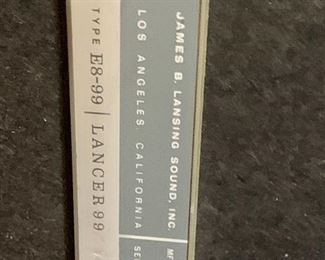 JAMES B. LANSING SOUND, INC.
LOS ANGELES, CALIFORNIA
TYPE E8-99 | LANCER 99